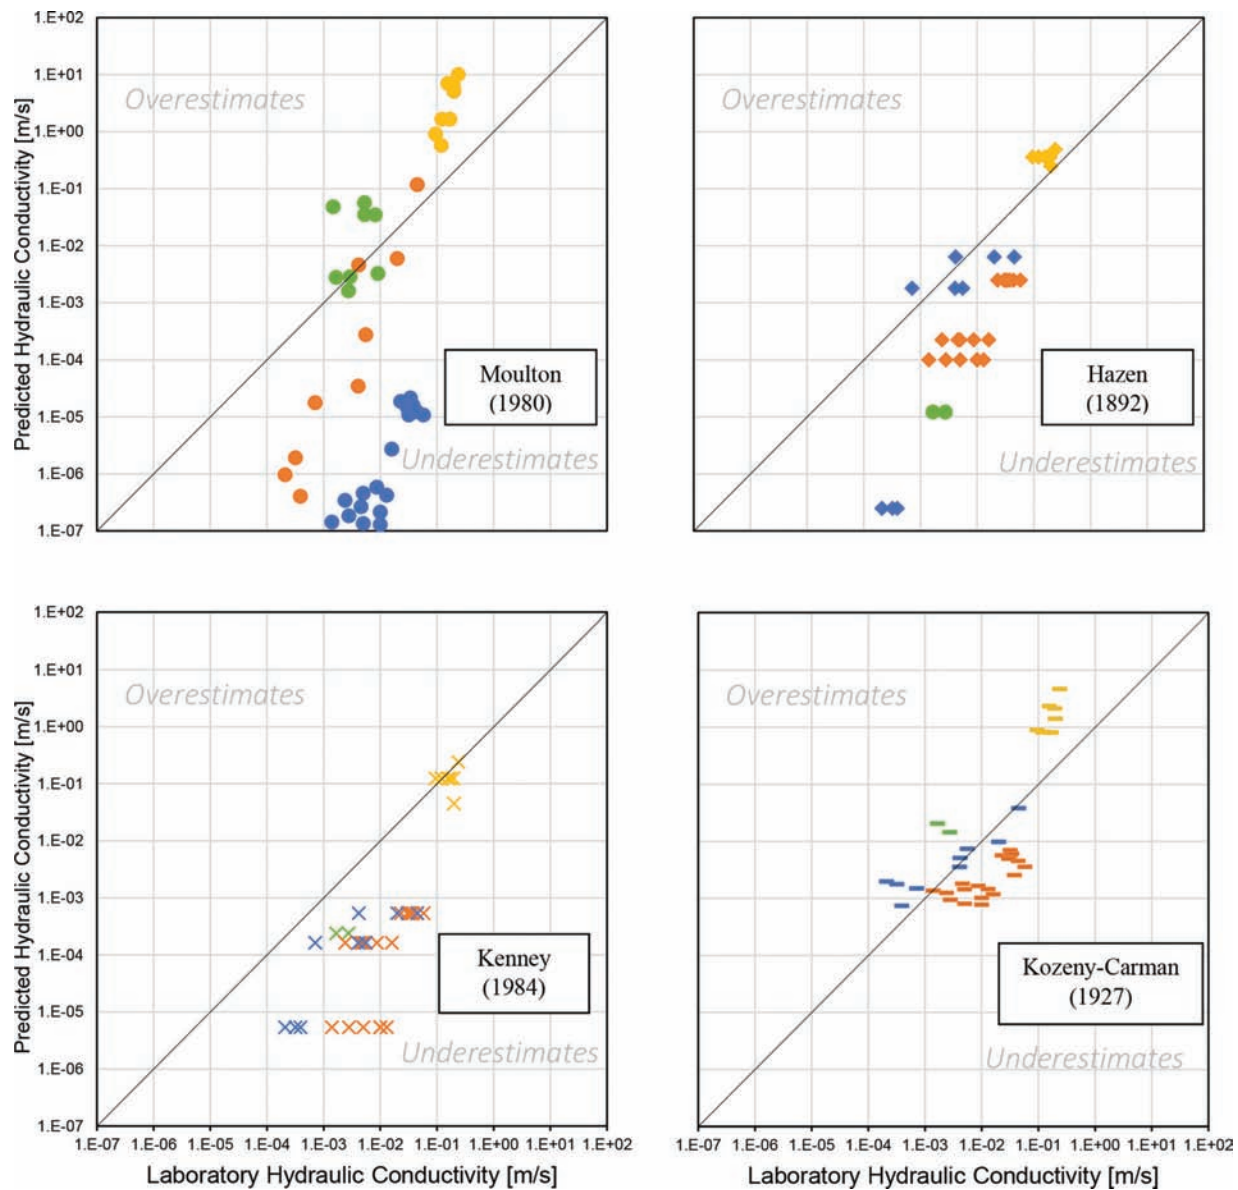 Predicted Hydraulic Conductivity [m/s]
1.E+02
1.E+01
1.E+00
1.E-01
1.E-02
1.E-03
1.E-04
1.E-05
1.E-06
1.E-07
Overestimates
Moulton
(1980)
Underestimates
Overestimates
Hazen
(1892)
Underestimates
Predicted Hydraulic Conductivity [m/s]
1.E+02
1.E+01
1.E+00
1.E-01
1.E-02
1.E-03
1.E-04
1.E-05
1.E-06
1.E-07
Overestimates
Kenney
(1984)
Underestimates
1.E-07 1.E-06 1.E-05 1.E-04 1.E-03 1.E-02 1.E-01 1.E+00 1.E+01 1.E+02
Laboratory Hydraulic Conductivity [m/s]
Overestimates
Kozeny-Carman
(1927)
Underestimates
1.E-07 1.E-06 1.E-05 1.E-04 1.E-03 1.E-02 1.E-01 1.E+00 1.E+01 1.E+02
Laboratory Hydraulic Conductivity [m/s]